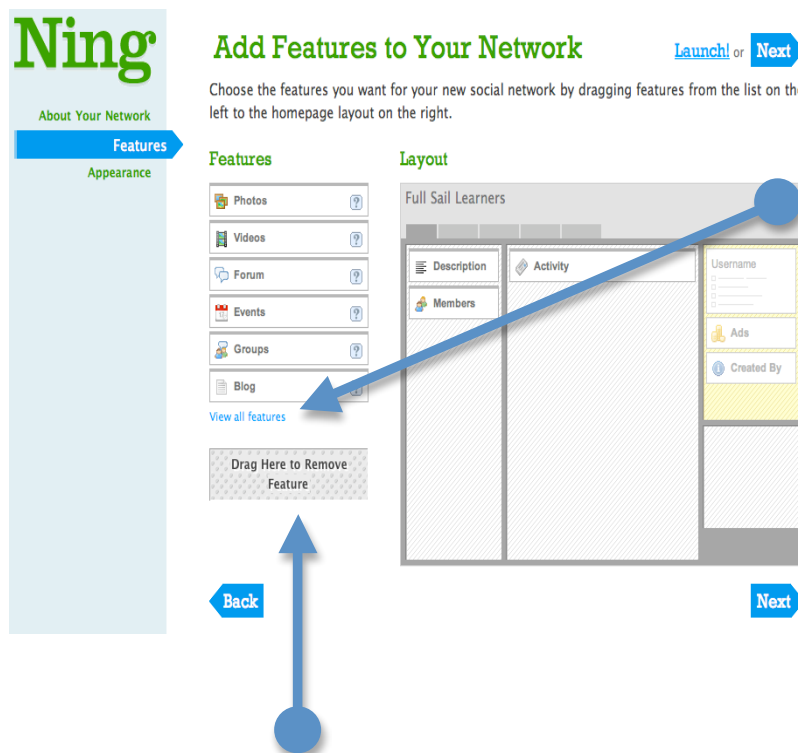 Ning
About Your Network
Features
Appearance
Add Features to Your Network
Launch! or Next
Choose the features you want for your new social network by dragging features from the list on the
left to the homepage layout on the right.
Features
Photos ?
Videos ?
Forum ?
Events ?
Groups ?
Blog
View all features
Drag Here to Remove
Feature
Layout
Full Sail Learners
Description
Members
Activity
Username
Ads
Created By
Back
Next